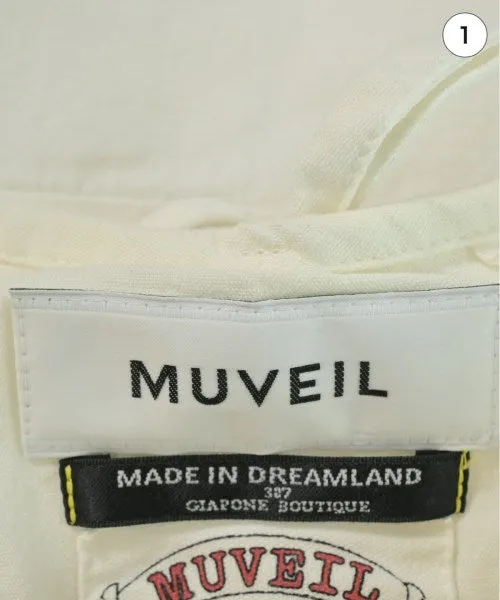 1
MUVEIL
MADE IN DREAMLAND
387
GIAPONE BOUTIQUE
MUVEIL